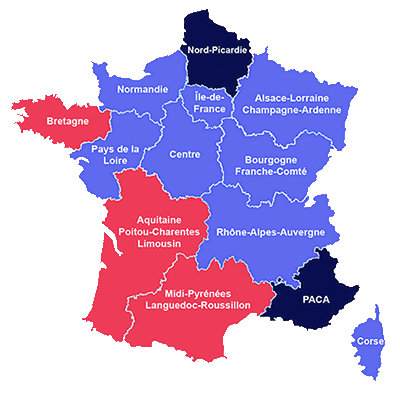 Nord-Picardie
Normandie
Île-de-
France
Alsace-Lorraine
Champagne-Ardenne
Bretagne
Pays de la
Loire
Centre
Bourgogne
Franche-Comté
Aquitaine
Poitou-Charentes
Limousin
Rhône-Alpes-Auvergne
Midi-Pyrénées
Languedoc-Roussillon
PACA
Corse